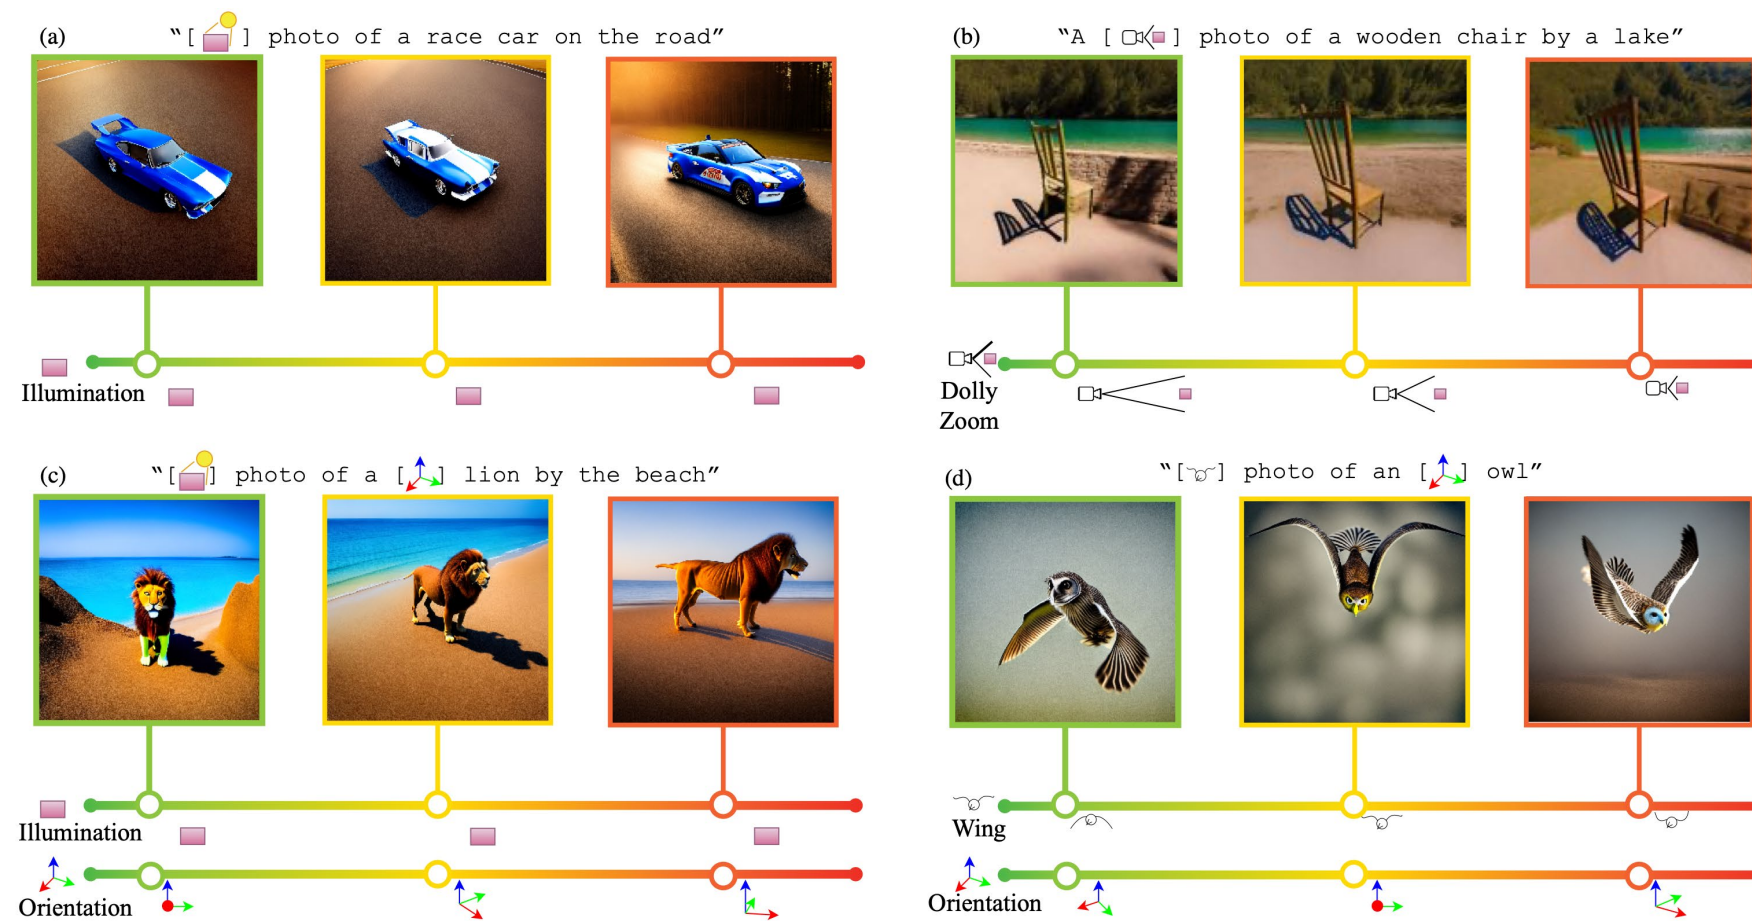 (a) "[ ] photo of a race car on the road"
Illumination
(b) "A [ ] photo of a wooden chair by a lake"
Dolly
Zoom
(c) "[ ] photo of a [ ] lion by the beach"
Illumination
Orientation
(d) "[ ] photo of an [ ] owl"
Wing
Orientation